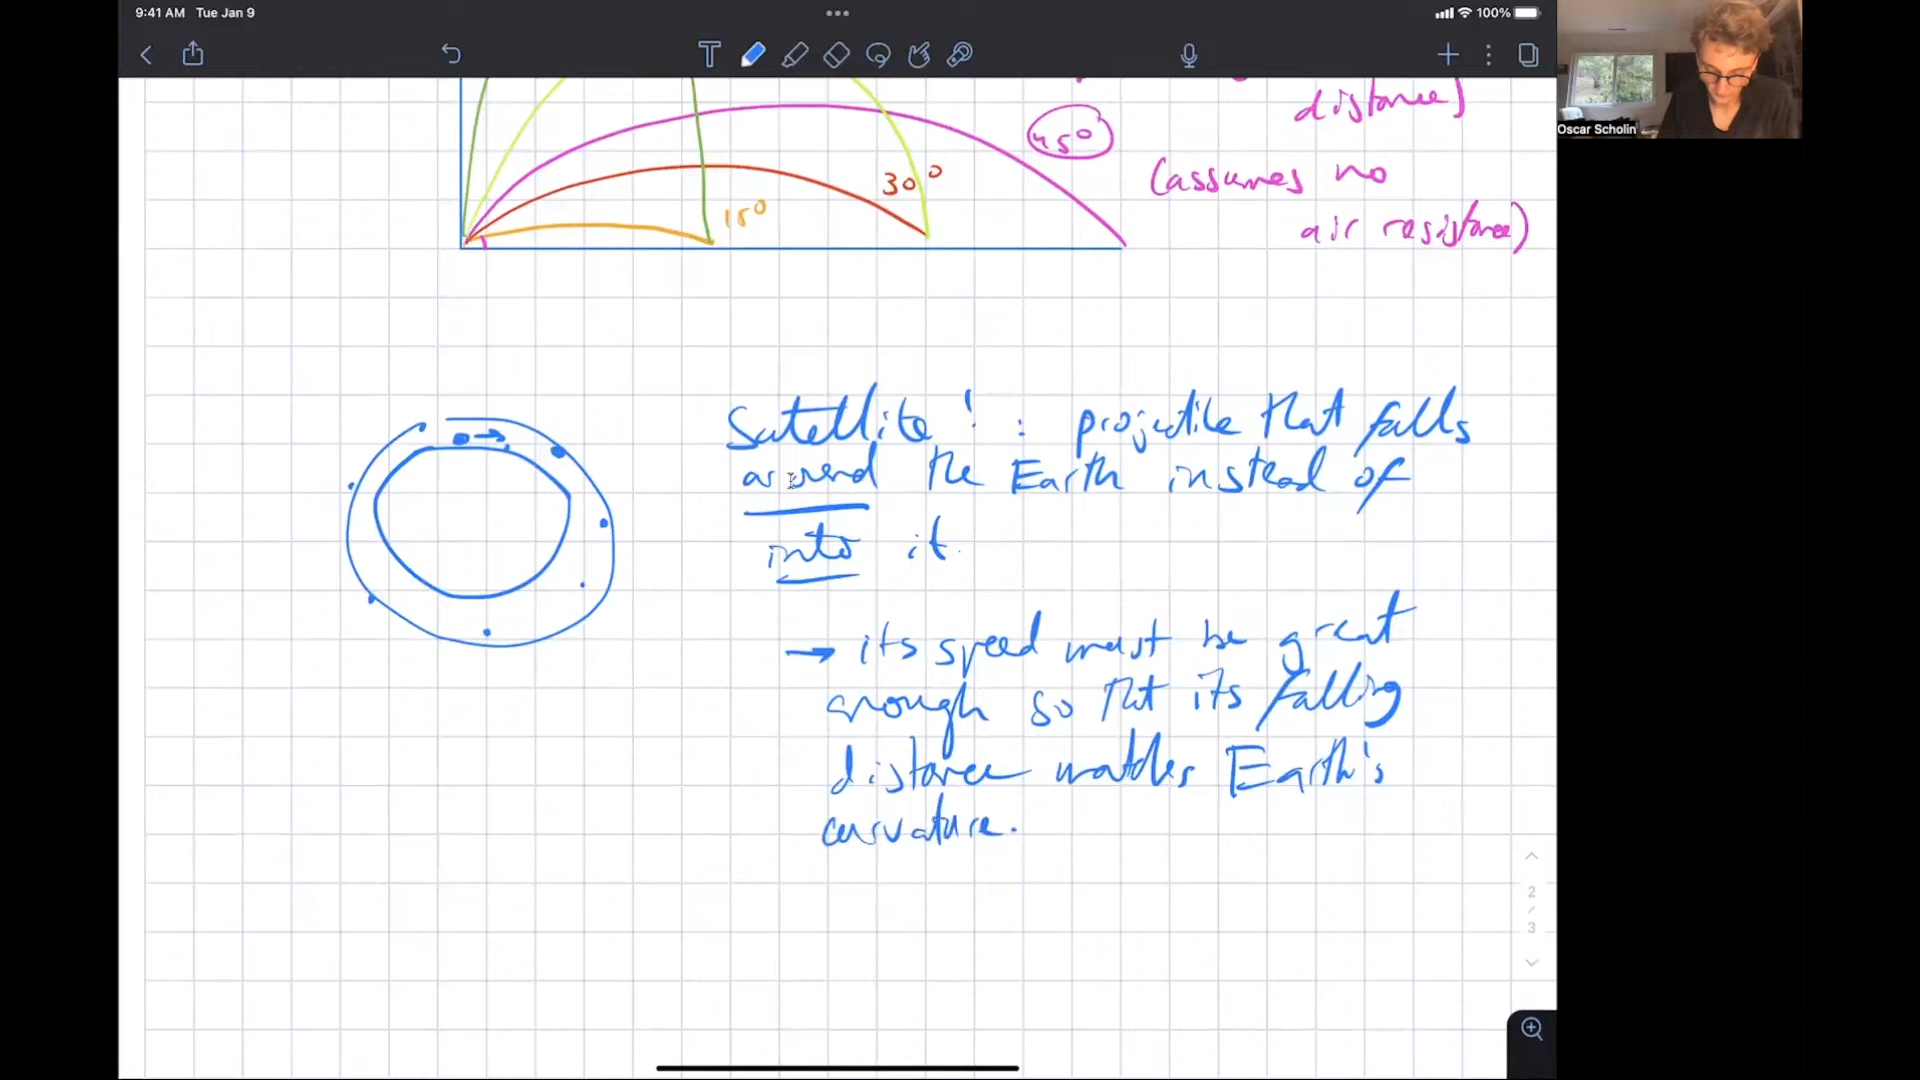 9:41 AM Tue Jan 9
100%
Oscar Scholin
distance)
45°
(assumes no
30°
15°
air resistance)
Satellite! : projectile that falls
around the Earth instead of
into it.
→ its speed must be great
enough so that its falling
distance matches Earth's
curvature.
2
/
3